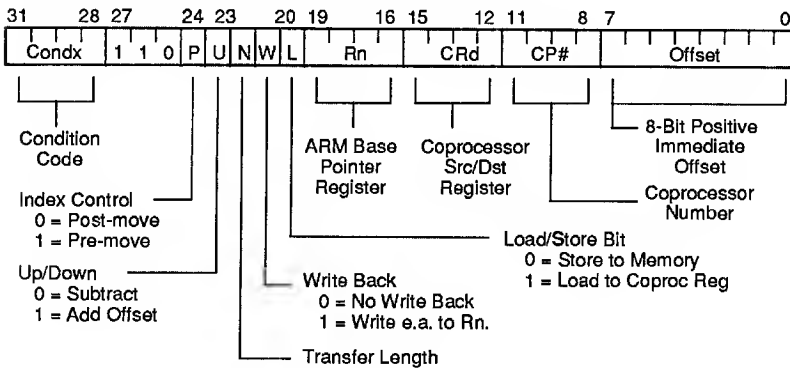 31 28 27 24 23 20 19 16 15 12 11 8 7 0
Condx 1 1 0 P U N W L Rn CRd CP# Offset
Condition
Code
ARM Base
Pointer
Register
Coprocessor
Src/Dst
Register
8-Bit Positive
Immediate
Offset
Coprocessor
Number
Index Control
0 = Post-move
1 = Pre-move
Load/Store Bit
0 = Store to Memory
1 = Load to Coproc Reg
Up/Down
0 = Subtract
1 = Add Offset
Write Back
0 = No Write Back
1 = Write e.a. to Rn.
Transfer Length